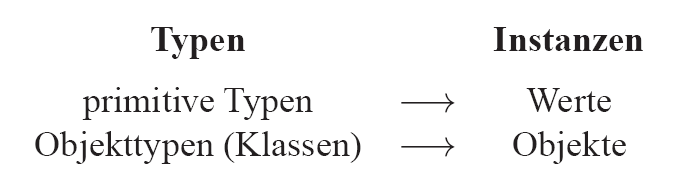 Typen Instanzen
primitive Typen ⟶ Werte
Objekttypen (Klassen) ⟶ Objekte